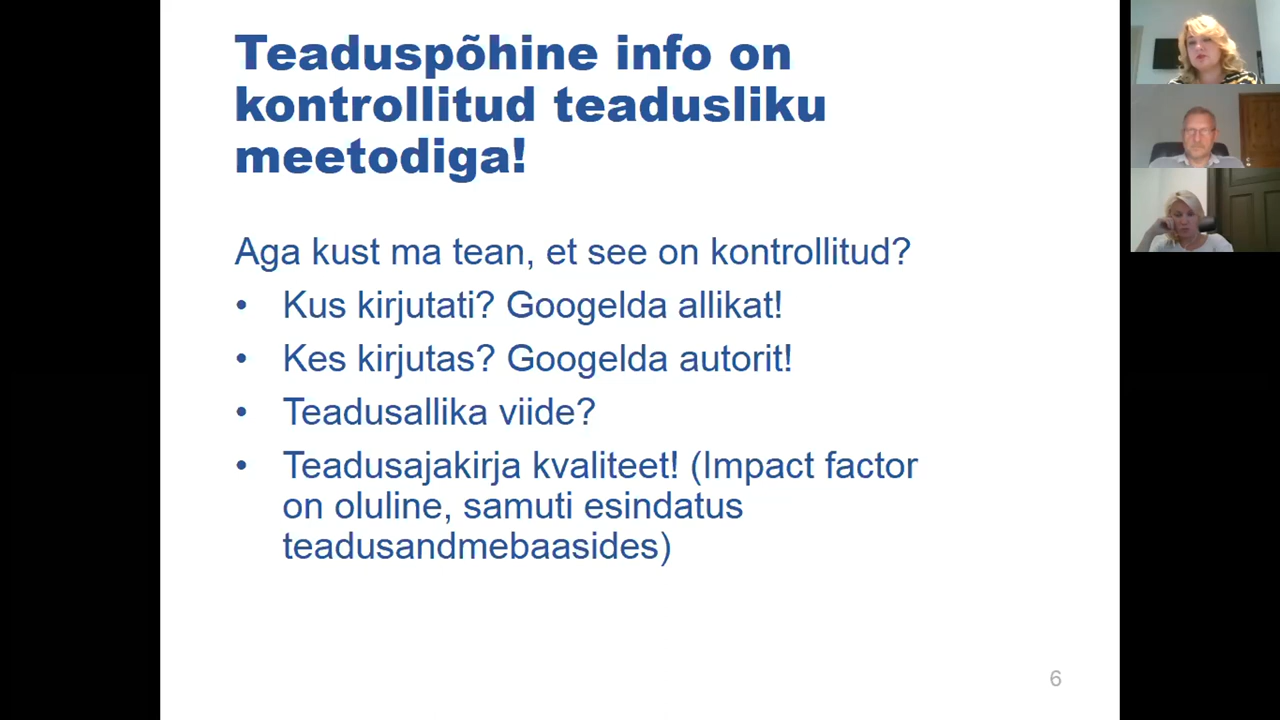 Teaduspõhine info on
kontrollitud teadusliku
meetodiga!
Aga kust ma tean, et see on kontrollitud?
• Kus kirjutati? Googelda allikat!
• Kes kirjutas? Googelda autorit!
• Teadusallika viide?
• Teadusajakirja kvaliteet! (Impact factor
on oluline, samuti esindatus
teadusandmebaasides)
6